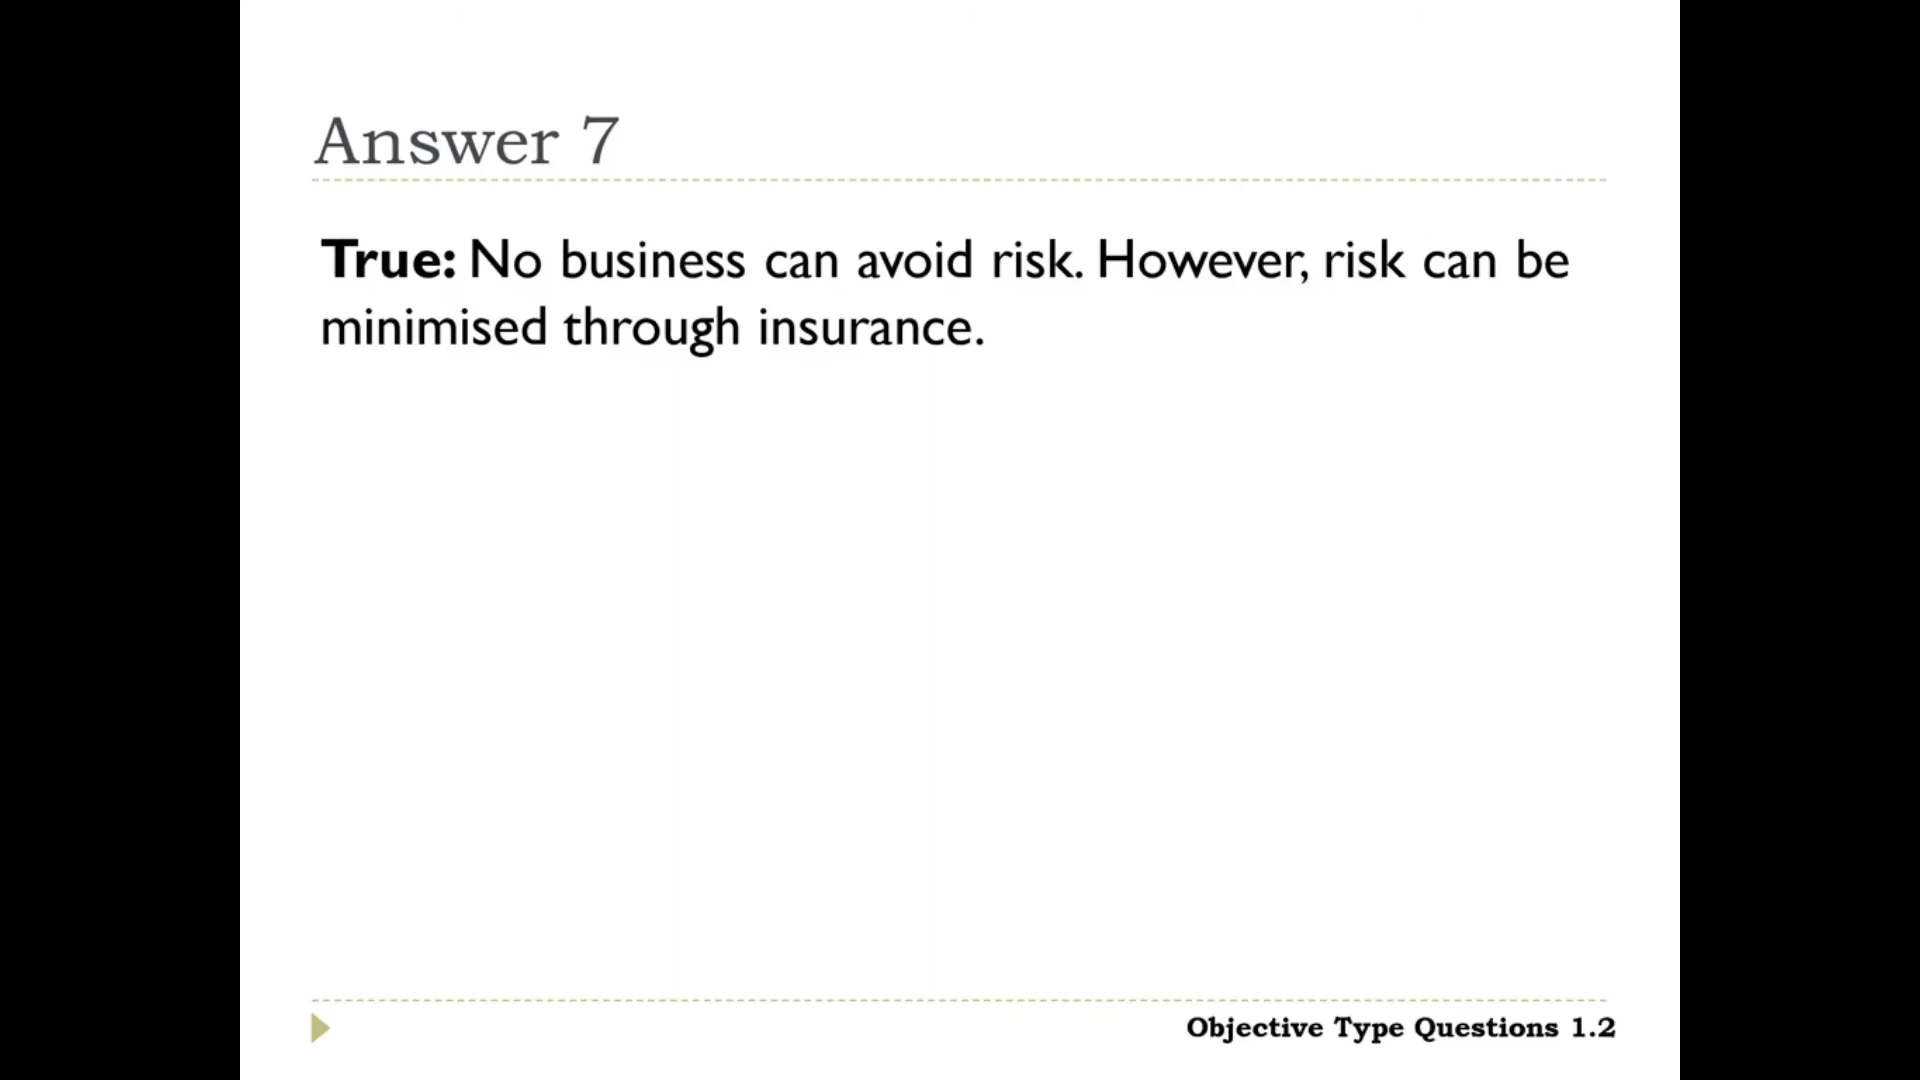 Answer 7
True: No business can avoid risk. However, risk can be
minimised through insurance.
Objective Type Questions 1.2